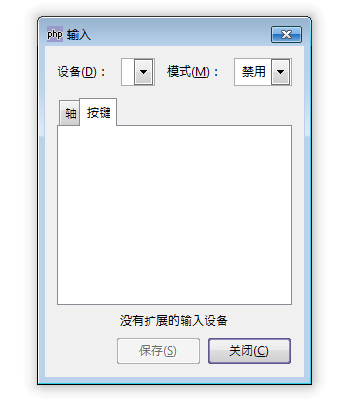 php 输入
设备(D)： 模式(M)： 禁用
轴 按键
没有扩展的输入设备
保存(S) 关闭(C)